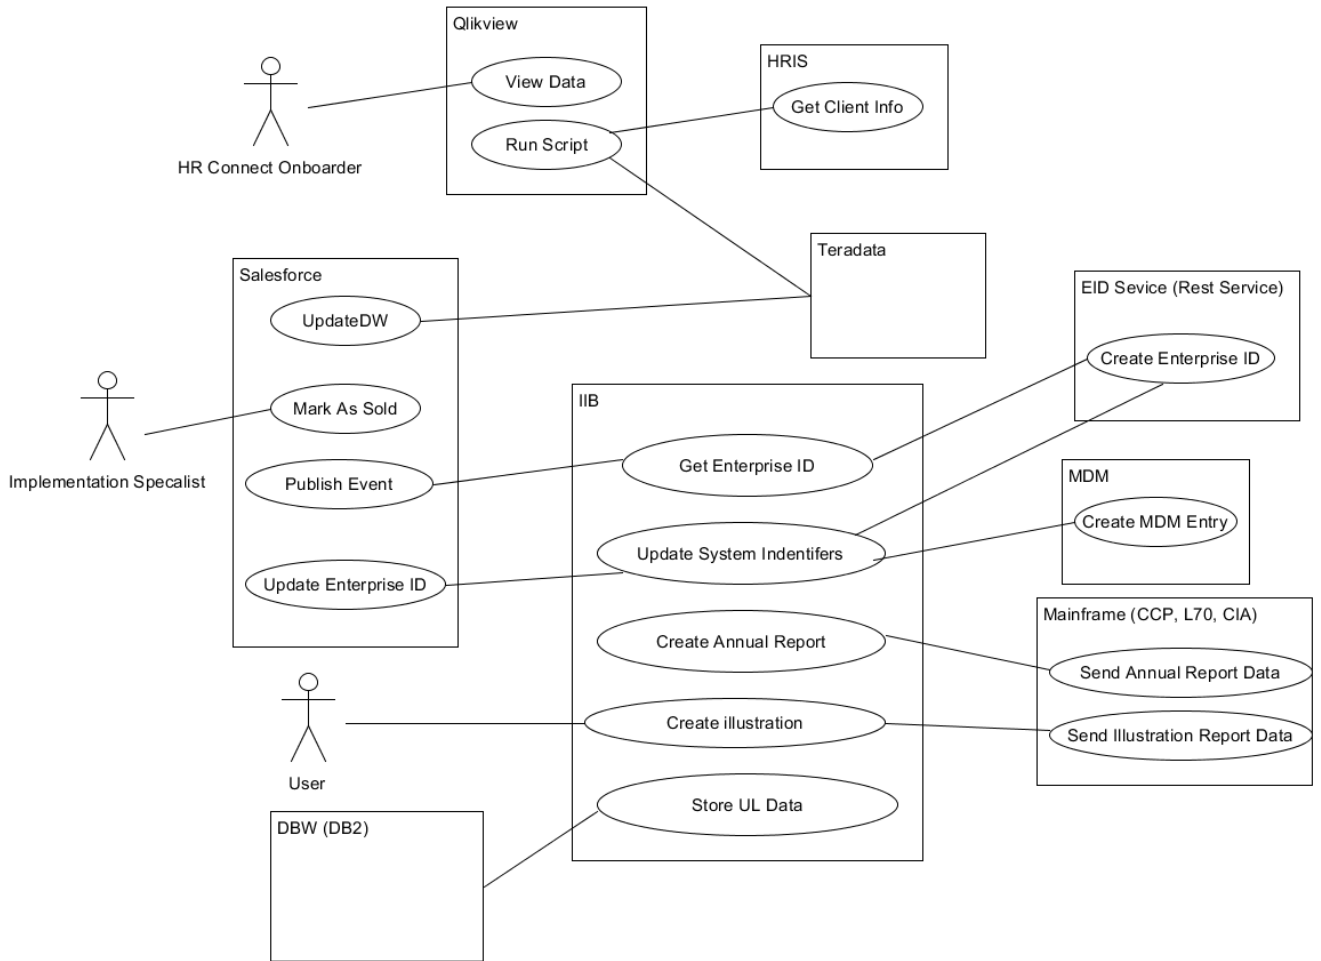 Qlikview
View Data
Run Script
HR Connect Onboarder
HRIS
Get Client Info
Teradata
Salesforce
UpdateDW
Mark As Sold
Publish Event
Update Enterprise ID
Implementation Specalist
EID Sevice (Rest Service)
Create Enterprise ID
IIB
Get Enterprise ID
Update System Indentifers
Create Annual Report
Create illustration
Store UL Data
MDM
Create MDM Entry
Mainframe (CCP, L70, CIA)
Send Annual Report Data
Send Illustration Report Data
User
DBW (DB2)